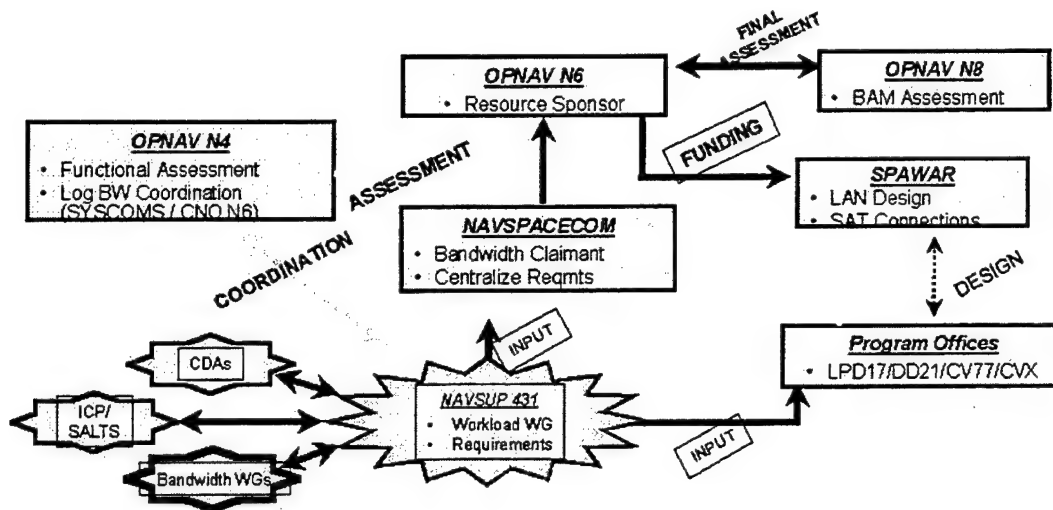 FINAL
ASSESSMENT
OPNAV N6
• Resource Sponsor
OPNAV N8
• BAM Assessment
OPNAV N4
• Functional Assessment
• Log BW Coordination
(SYSCOMS / CNO N6)
ASSESSMENT
FUNDING
SPAWAR
• LAN Design
• SAT Connections
NAVSPACECOM
• Bandwidth Claimant
• Centralize Reqmts
COORDINATION
DESIGN
INPUT
CDAs
Program Offices
• LPD17/DD21/CV77/CVX
ICP/
SALTS
NAVSUP 431
• Workload WG
• Requirements
INPUT
Bandwidth WGs